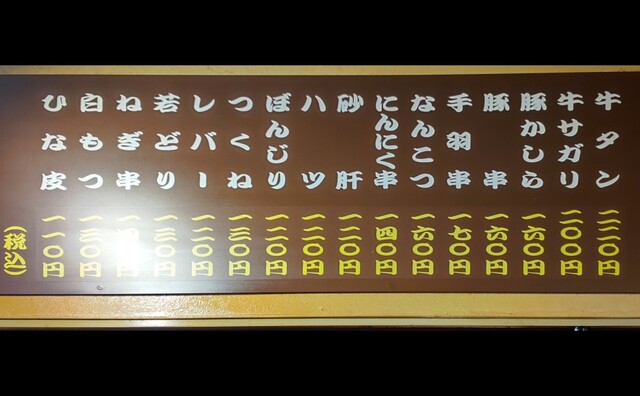 牛タン 二二〇円
牛サガリ 二〇〇円
豚かしら 一六〇円
豚串 一六〇円
手羽串 一七〇円
なんこつ 一六〇円
にんにく串 一四〇円
砂肝 一二〇円
ハツ 一二〇円
ぼんじり 一二〇円
つくね 一三〇円
しバー 一二〇円
若どり 一三〇円
ねぎ串 一四〇円
白もつ 一三〇円
ひな皮 一一〇円
(税込)